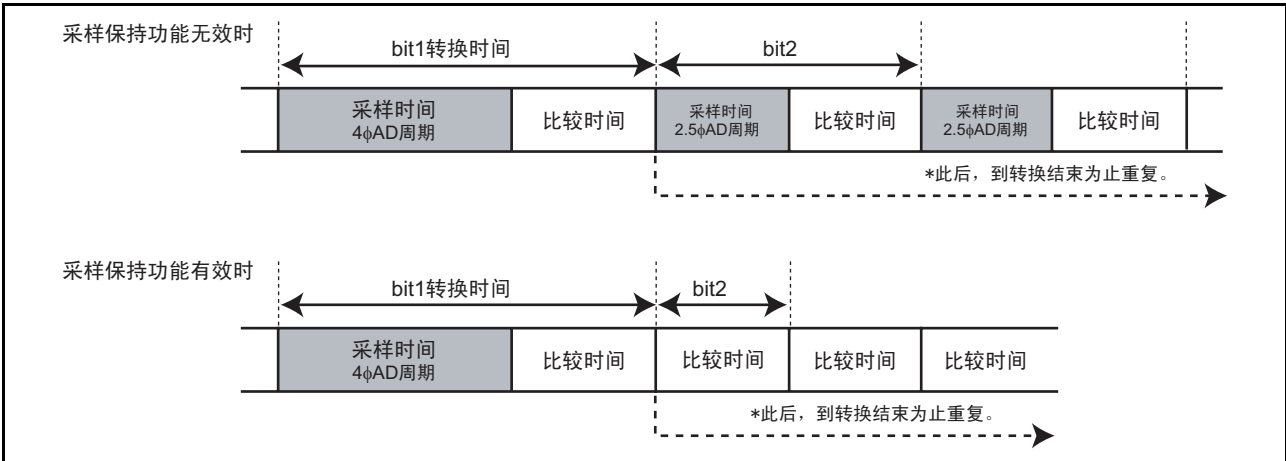 采样保持功能无效时
bit1转换时间
bit2
采样时间
4ϕAD周期
比较时间
采样时间
2.5ϕAD周期
比较时间
采样时间
2.5ϕAD周期
比较时间
*此后，到转换结束为止重复。
采样保持功能有效时
bit1转换时间
bit2
采样时间
4ϕAD周期
比较时间
比较时间
比较时间
比较时间
*此后，到转换结束为止重复。